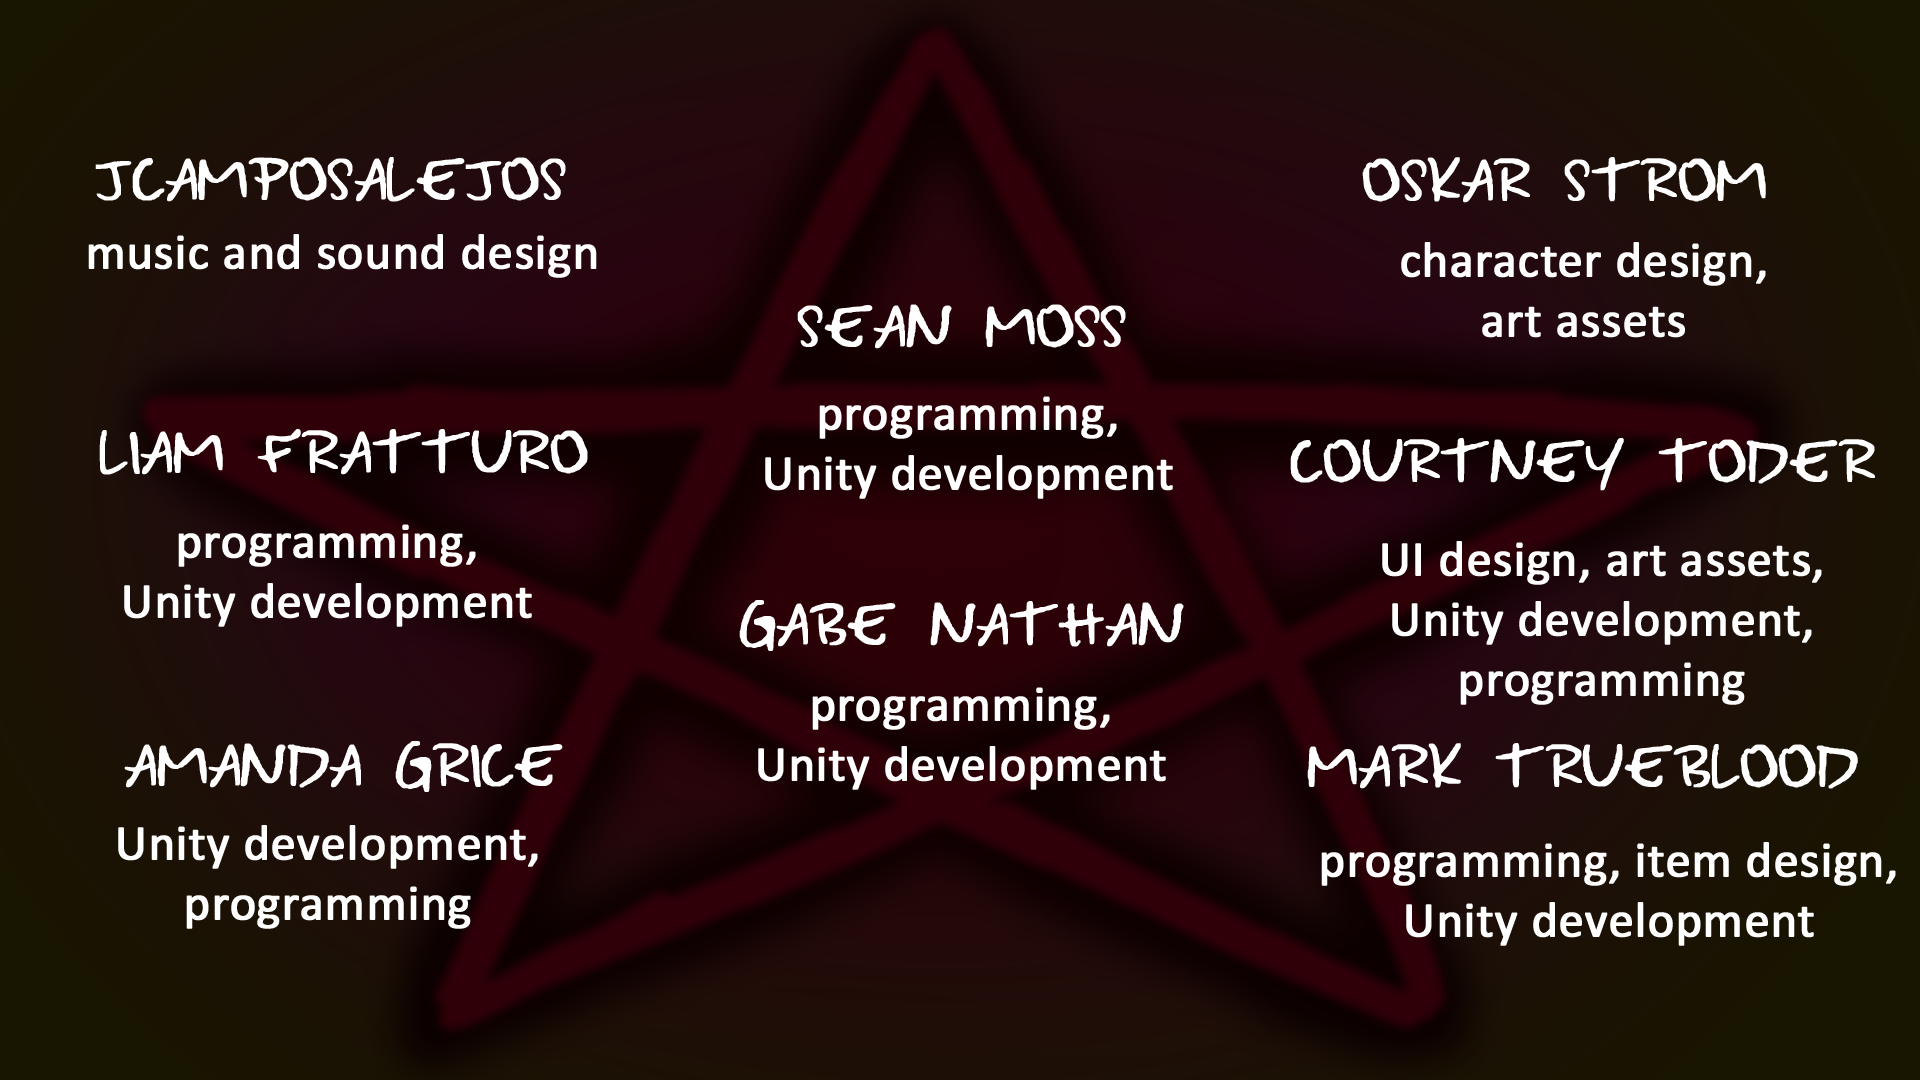 JCAMPOSALEJOS
music and sound design
LIAM FRATTURO
programming,
Unity development
AMANDA GRICE
Unity development,
programming
SEAN MOSS
programming,
Unity development
GABE NATHAN
programming,
Unity development
OSKAR STROM
character design,
art assets
COURTNEY TODER
UI design, art assets,
Unity development,
programming
MARK TRUEBLOOD
programming, item design,
Unity development